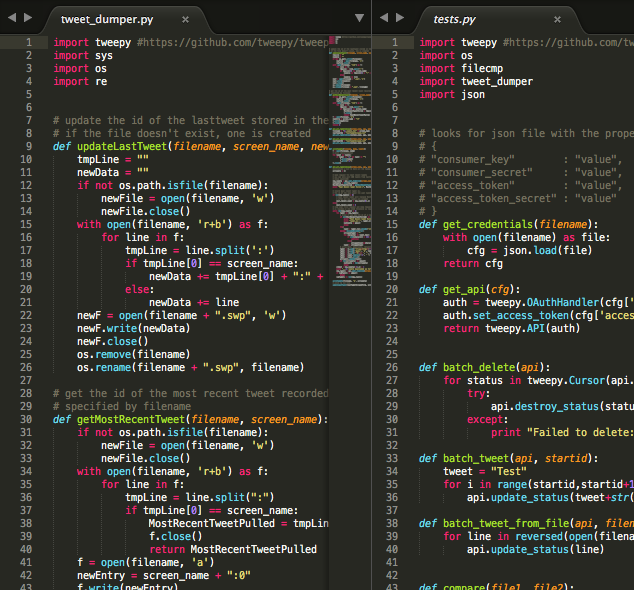 tweet_dumper.py
1 import tweepy #https://github.com/tweepy/tweep
2 import sys
3 import os
4 import re
5
6
7 # update the id of the lasttweet stored in the
8 # if the file doesn't exist, one is created
9 def updateLastTweet(filename, screen_name, new
10 tmpLine = ""
11 newData = ""
12 if not os.path.isfile(filename):
13 newFile = open(filename, 'w')
14 newFile.close()
15 with open(filename, 'r+b') as f:
16 for line in f:
17 tmpLine = line.split(':')
18 if tmpLine[0] == screen_name:
19 newData += tmpLine[0] + ":" +
20 else:
21 newData += line
22 newF = open(filename + ".swp", 'w')
23 newF.write(newData)
24 newF.close()
25 os.remove(filename)
26 os.rename(filename + ".swp", filename)
27
28 # get the id of the most recent tweet recorded
29 # specified by filename
30 def getMostRecentTweet(filename, screen_name):
31 if not os.path.isfile(filename):
32 newFile = open(filename, 'w')
33 newFile.close()
34 with open(filename, 'r+b') as f:
35 for line in f:
36 tmpLine = line.split(":")
37 if tmpLine[0] == screen_name:
38 MostRecentTweetPulled = tmpLin
39 f.close()
40 return MostRecentTweetPulled
41 f = open(filename, 'a')
42 newEntry = screen_name + ":0"
43 f.write(newEntry)
tests.py
1 import tweepy #https://github.com/tw
2 import os
3 import filecmp
4 import tweet_dumper
5 import json
6
7
8 # looks for json file with the prope
9 # {
10 # "consumer_key" : "value",
11 # "consumer_secret" : "value",
12 # "access_token" : "value",
13 # "access_token_secret" : "value"
14 # }
15 def get_credentials(filename):
16 with open(filename) as file:
17 cfg = json.load(file)
18 return cfg
19
20 def get_api(cfg):
21 auth = tweepy.OAuthHandler(cfg['
22 auth.set_access_token(cfg['acces
23 return tweepy.API(auth)
24
25
26 def batch_delete(api):
27 for status in tweepy.Cursor(api.
28 try:
29 api.destroy_status(statu
30 except:
31 print "Failed to delete:
32
33 def batch_tweet(api, startid):
34 tweet = "Test"
35 for i in range(startid,startid+1
36 api.update_status(tweet+str(
37
38 def batch_tweet_from_file(api, filen
39 for line in reversed(open(filena
40 api.update_status(line)
41
42
43 def compare(file1, file2):